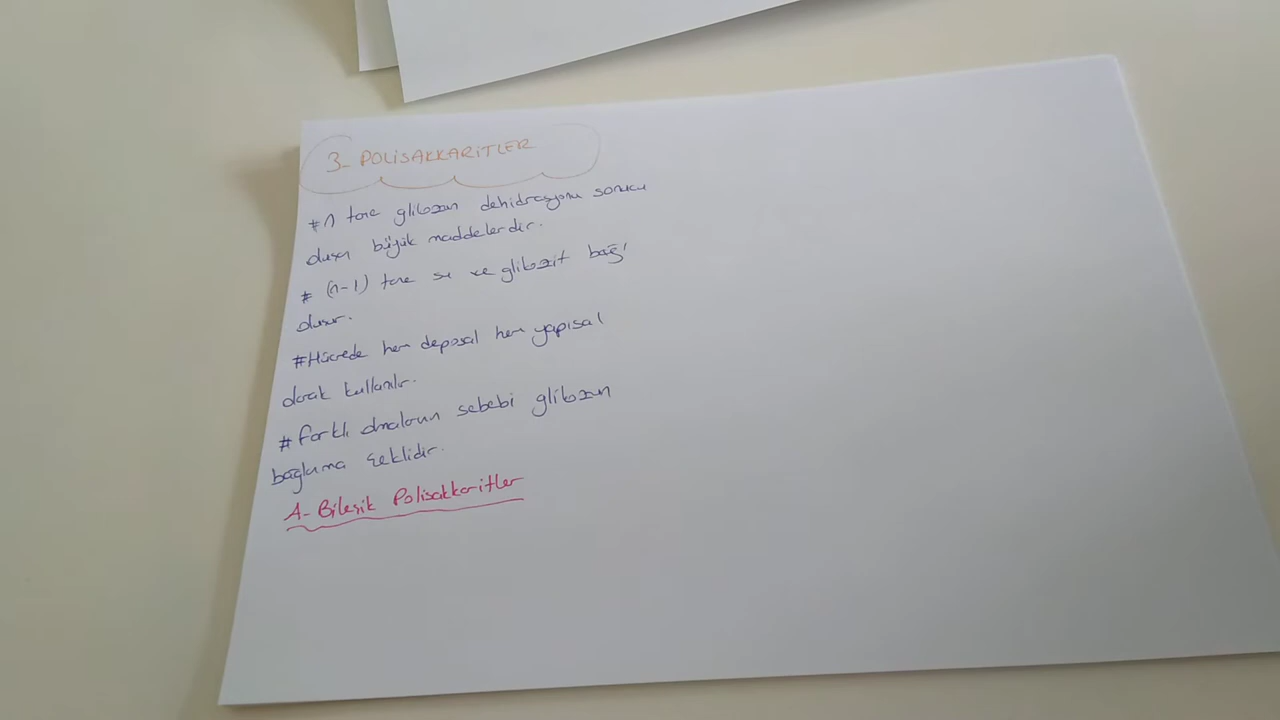 3- POLİSAKKARİTLER
# n tane glikozun dehidrasyonu sonucu
oluşan büyük maddelerdir.
# (n-1) tane su ve glikozit bağı
oluşur.
# Hücrede hem deposal hem yapısal
olarak kullanılır.
# Farklı olmalarının sebebi glikozun
bağlanma şeklidir.
A- Bileşik Polisakkaritler